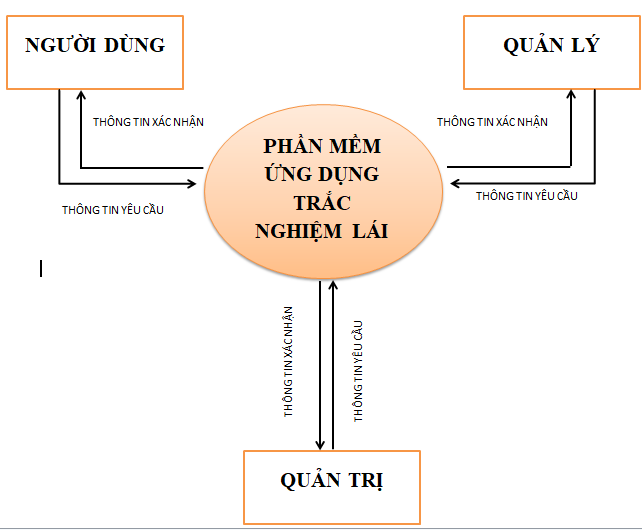 NGƯỜI DÙNG
QUẢN LÝ
THÔNG TIN XÁC NHẬN
THÔNG TIN XÁC NHẬN
PHẦN MỀM
ỨNG DỤNG
TRẮC
NGHIỆM LÁI
THÔNG TIN YÊU CẦU
THÔNG TIN YÊU CẦU
THÔNG TIN XÁC NHẬN
THÔNG TIN YÊU CẦU
QUẢN TRỊ